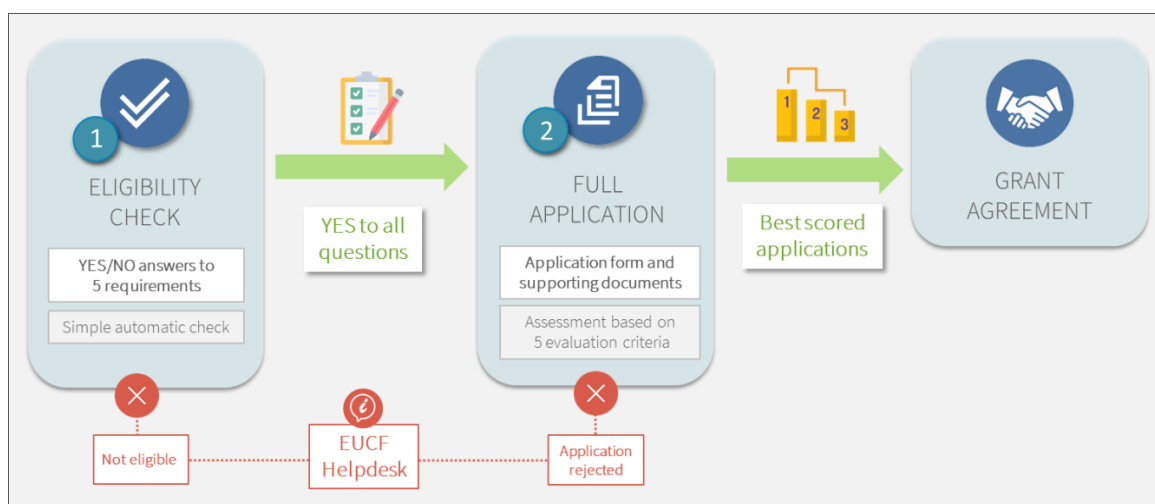 1
ELIGIBILITY
CHECK
YES/NO answers to
5 requirements
Simple automatic check
YES to all
questions
2
FULL
APPLICATION
Application form and
supporting documents
Assessment based on
5 evaluation criteria
1
2
3
Best scored
applications
GRANT
AGREEMENT
Not eligible
i
EUCF
Helpdesk
Application
rejected